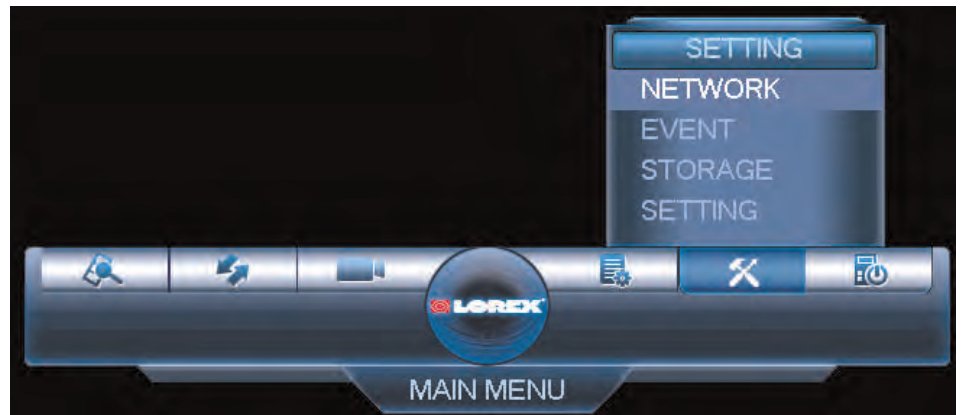 SETTING
NETWORK
EVENT
STORAGE
SETTING
LOREX
MAIN MENU